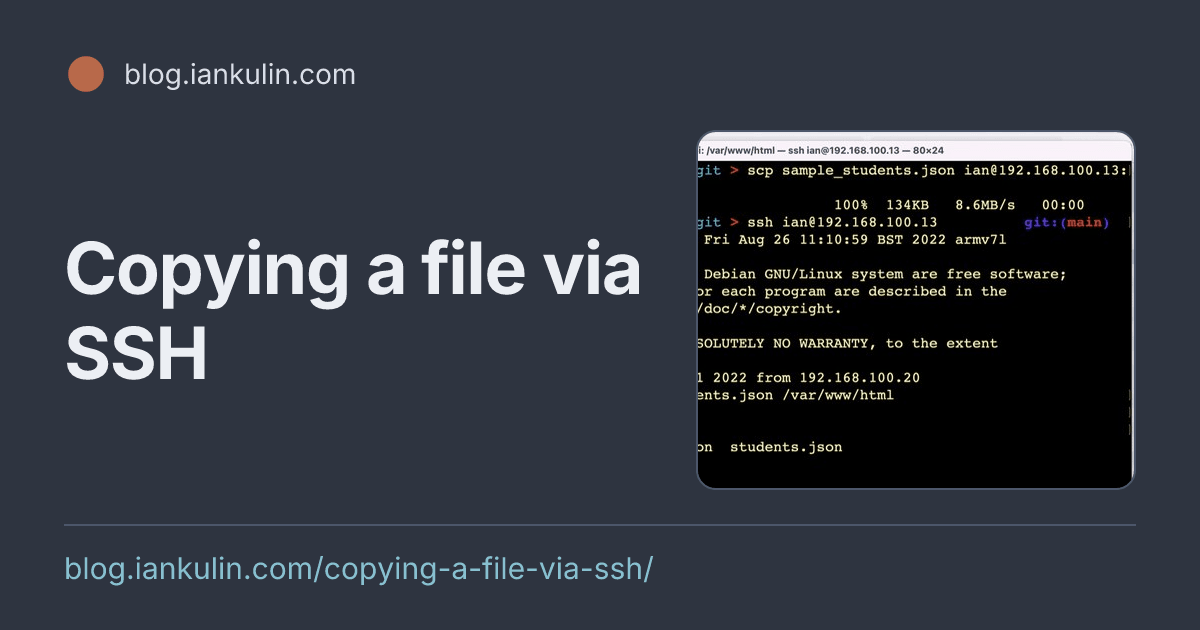 blog.iankulin.com
Copying a file via
SSH
: /var/www/html — ssh ian@192.168.100.13 — 80×24
git > scp sample_students.json ian@192.168.100.13:
100% 134KB 8.6MB/s 00:00
git > ssh ian@192.168.100.13 git:(main)
Fri Aug 26 11:10:59 BST 2022 armv7l
Debian GNU/Linux system are free software;
or each program are described in the
/doc/*/copyright.
SOLUTELY NO WARRANTY, to the extent
1 2022 from 192.168.100.20
ents.json /var/www/html
on students.json
blog.iankulin.com/copying-a-file-via-ssh/